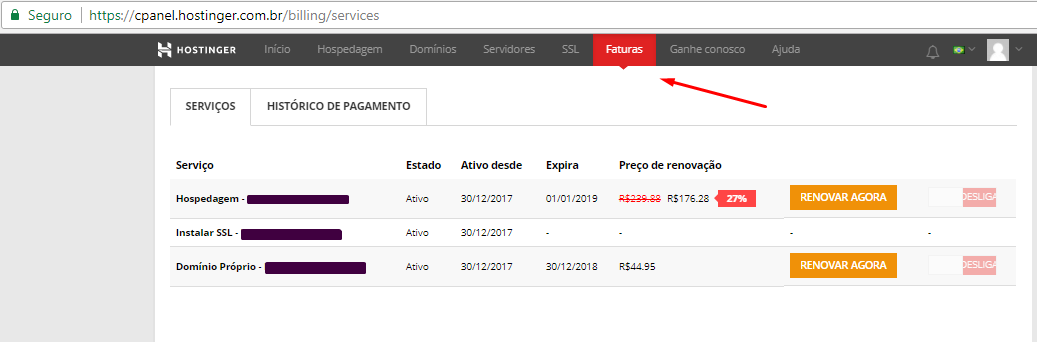 Seguro https://cpanel.hostinger.com.br/billing/services
HOSTINGER Início Hospedagem Domínios Servidores SSL Faturas Ganhe conosco Ajuda
SERVIÇOS HISTÓRICO DE PAGAMENTO
Serviço Estado Ativo desde Expira Preço de renovação
Hospedagem - Ativo 30/12/2017 01/01/2019 R$239.88 R$176.28 27% RENOVAR AGORA DESLIGA
Instalar SSL - Ativo 30/12/2017 - - - -
Domínio Próprio - Ativo 30/12/2017 30/12/2018 R$44.95 RENOVAR AGORA DESLIGA